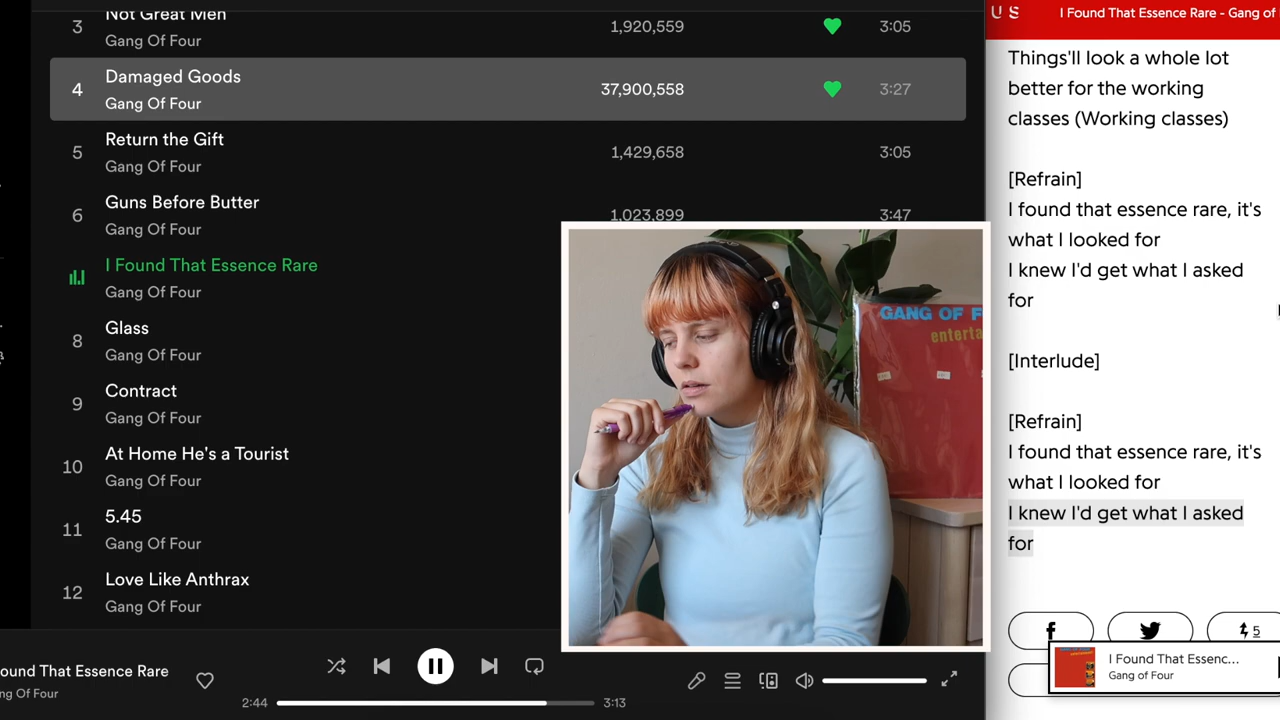 Not Great Men
3
1,920,559
3:05
Gang Of Four
Damaged Goods
4
37,900,558
3:27
Gang Of Four
Return the Gift
5
1,429,658
3:05
Gang Of Four
Guns Before Butter
6
1,023,899
3:47
Gang Of Four
I Found That Essence Rare
Gang Of Four
Glass
8
Gang Of Four
Contract
9
Gang Of Four
At Home He's a Tourist
10
Gang Of Four
5.45
11
Gang Of Four
Love Like Anthrax
12
Gang Of Four
ound That Essence Rare
ng Of Four
2:44
3:13
GANG OF F
enterta
U S
I Found That Essence Rare - Gang of
Things'll look a whole lot
better for the working
classes (Working classes)
[Refrain]
I found that essence rare, it's
what I looked for
I knew I'd get what I asked
for
[Interlude]
[Refrain]
I found that essence rare, it's
what I looked for
I knew I'd get what I asked
for
5
I Found That Essenc...
Gang of Four